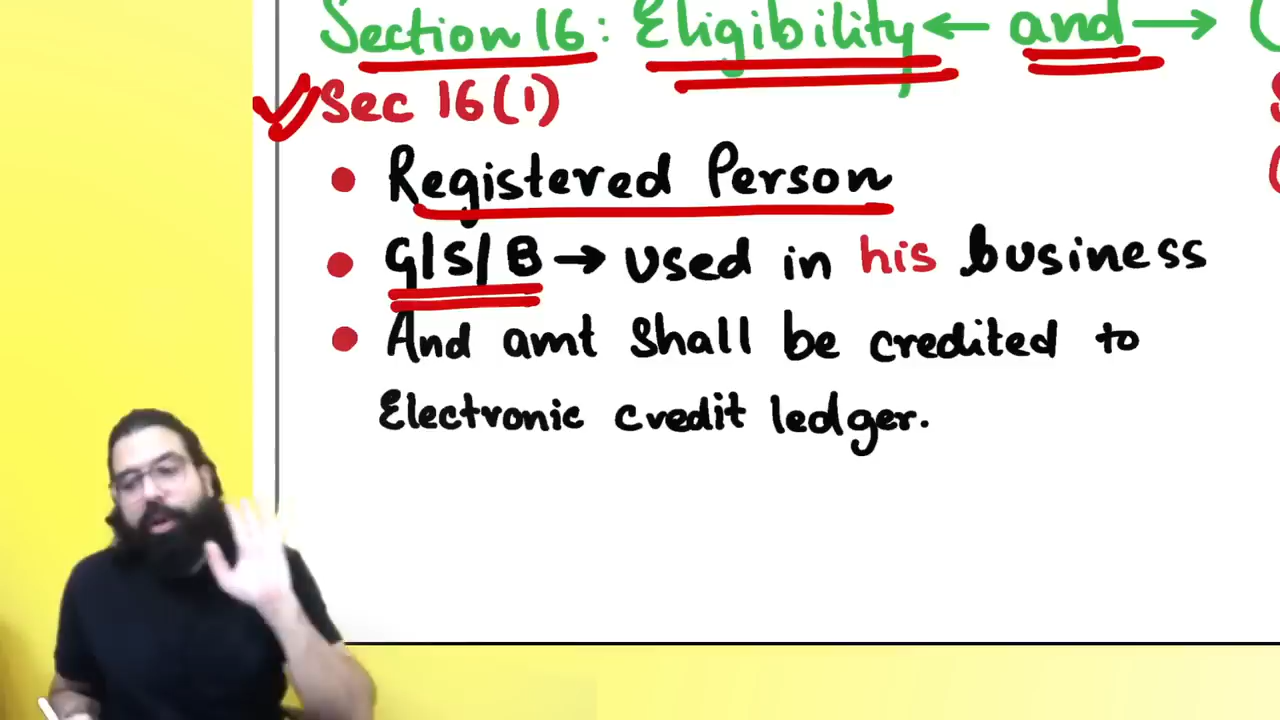 Section 16: Eligibility ← and →
Sec 16(1)
• Registered Person
• G/S/B → used in his business
• And amt shall be credited to
Electronic credit ledger.